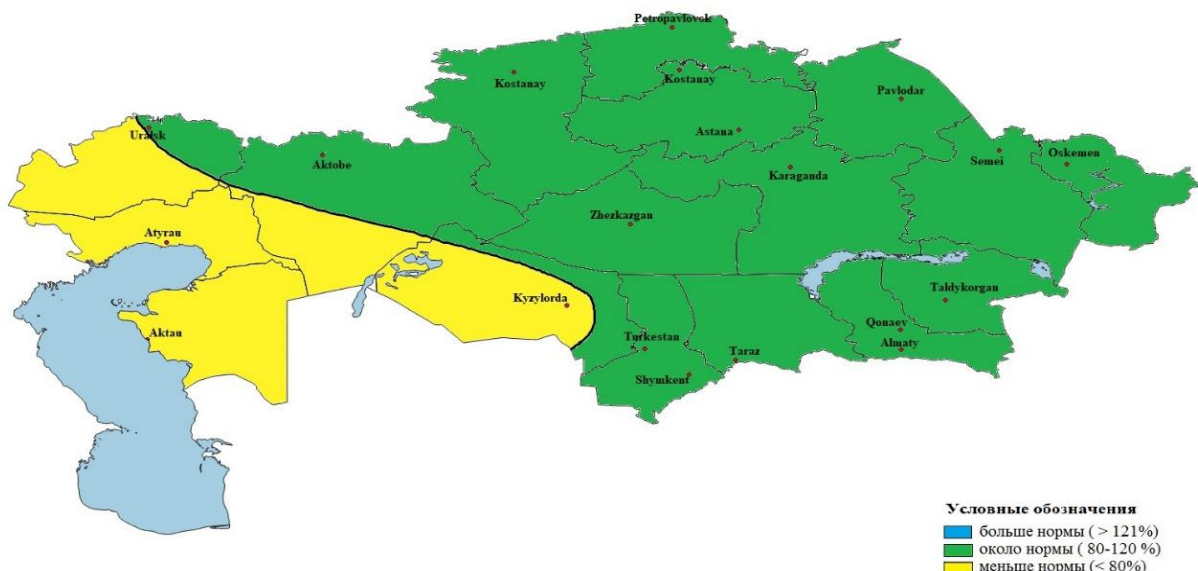 Petropavlovsk
Kostanay
Kostanay
Pavlodar
Uralsk
Astana
Aktobe
Semei
Oskemen
Karaganda
Zhezkazgan
Atyrau
Kyzylorda
Taldykorgan
Aktau
Qonaev
Turkestan
Almaty
Taraz
Shymkent
Условные обозначения
больше нормы ( > 121%)
около нормы ( 80-120 %)
меньше нормы (< 80%)